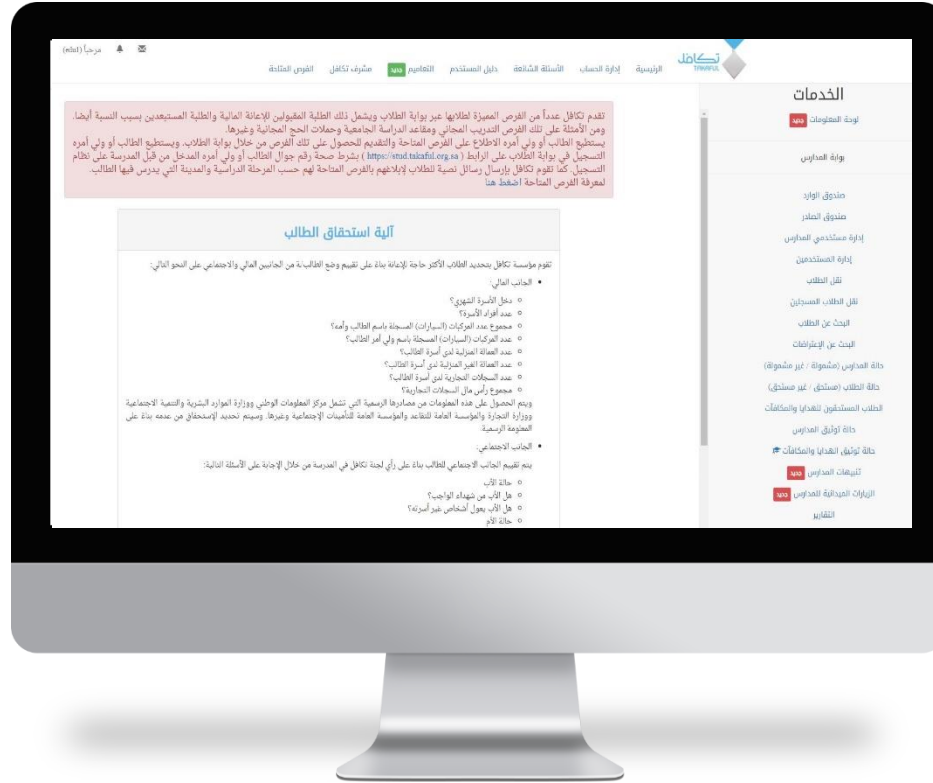 مرحباً (edu1)
تكافل
TAKAFUL
الرئيسية إدارة الحساب الأسئلة الشائعة دليل المستخدم التعاميم جديد مشرف تكافل الفرص المتاحة
الخدمات
لوحة المعلومات جديد
بوابة المدارس
صندوق الوارد
صندوق الصادر
إدارة مستخدمي المدارس
إدارة المستخدمين
نقل الطلاب
نقل الطلاب المسجلين
البحث عن الطلاب
البحث عن الإعتراضات
حالة المدارس (مشمولة / غير مشمولة)
حالة الطلاب (مستحق / غير مستحق)
الطلاب المستحقون للهدايا والمكافآت
حالة توثيق المدارس
حالة توثيق الهدايا والمكافآت
تنبيهات المدارس جديد
الزيارات الميدانية للمدارس جديد
التقارير
تقدم تكافل عدداً من الفرص المميزة لطلابها عبر بوابة الطلاب ويشمل ذلك الطلبة المقبولين للإعانة المالية والطلبة المستبعدين بسبب النسبة أيضا.
ومن الأمثلة على تلك الفرص التدريب المجاني ومقاعد الدراسة الجامعية وحملات الحج المجانية وغيرها.
يستطيع الطالب أو ولي أمره الاطلاع على الفرص المتاحة والتقديم للحصول على تلك الفرص من خلال بوابة الطلاب. ويستطيع الطالب أو ولي أمره
التسجيل في بوابة الطلاب على الرابط ( https://stud.takaful.org.sa ) بشرط صحة رقم جوال الطالب أو ولي أمره المدخل من قبل المدرسة على نظام
التسجيل. كما تقوم تكافل بإرسال رسائل نصية للطلاب لإبلاغهم بالفرص المتاحة لهم حسب المرحلة الدراسية والمدينة التي يدرس فيها الطالب.
لمعرفة الفرص المتاحة اضغط هنا
آلية استحقاق الطالب
تقوم مؤسسة تكافل بتحديد الطلاب الأكثر حاجة للإعانة بناءً على تقييم وضع الطالب/ـة من الجانبين المالي والاجتماعي على النحو التالي:
الجانب المالي:
دخل الأسرة الشهري؟
عدد أفراد الأسرة؟
مجموع عدد المركبات (السيارات) المسجلة باسم الطالب وأمه؟
عدد المركبات (السيارات) المسجلة باسم ولي أمر الطالب؟
عدد العمالة المنزلية لدى أسرة الطالب؟
عدد العمالة الغير المنزلية لدى أسرة الطالب؟
عدد السجلات التجارية لدى أسرة الطالب؟
مجموع رأس مال السجلات التجارية؟
ويتم الحصول على هذه المعلومات من مصادرها الرسمية التي تشمل مركز المعلومات الوطني ووزارة الموارد البشرية والتنمية الاجتماعية
ووزارة التجارة والمؤسسة العامة للتقاعد والمؤسسة العامة للتأمينات الإجتماعية وغيرها. وسيتم تحديد الإستحقاق من عدمه بناءً على
المعلومة الرسمية.
الجانب الاجتماعي:
يتم تقييم الجانب الاجتماعي للطالب بناءً على رأي لجنة تكافل في المدرسة من خلال الإجابة على الأسئلة التالية:
حالة الأب
هل الأب من شهداء الواجب؟
هل الأب يعول أشخاص غير أسرته؟
حالة الأم